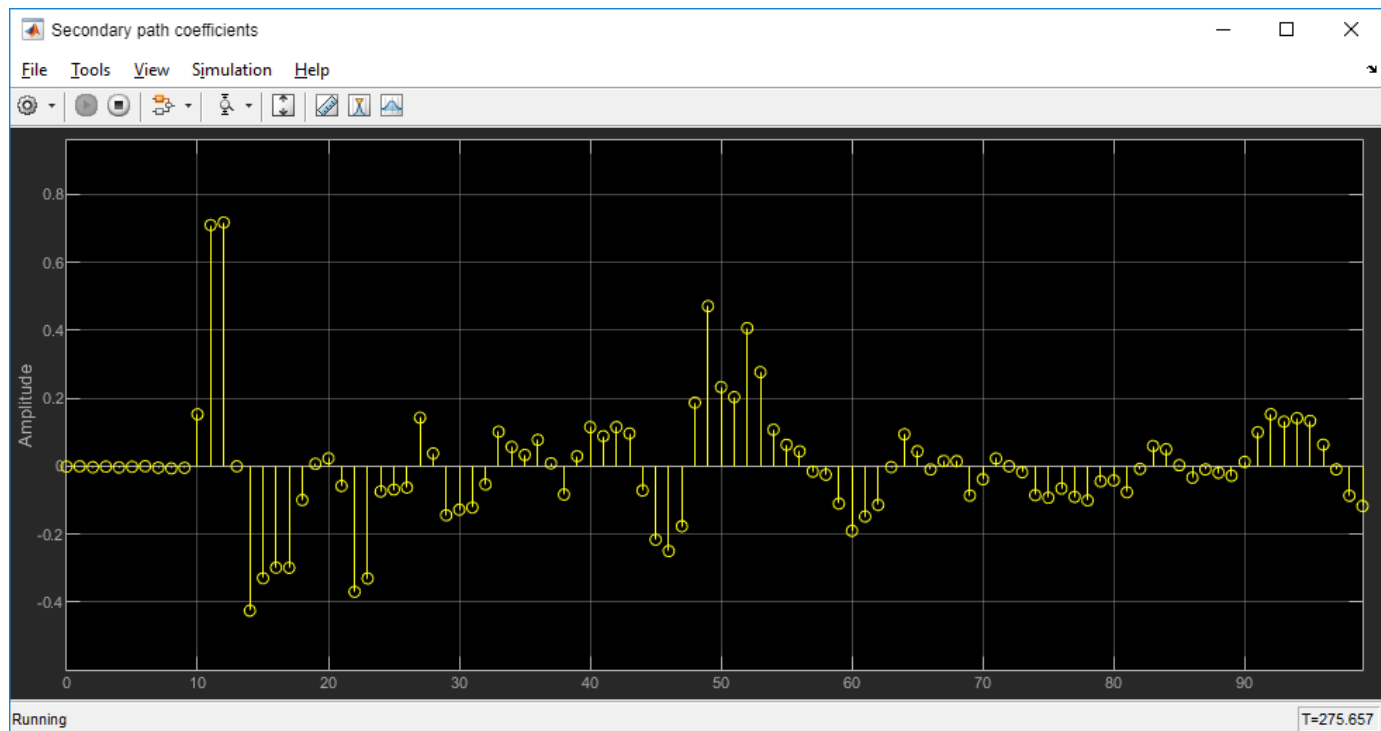 Secondary path coefficients
File Tools View Simulation Help
0.8
0.6
0.4
0.2
0
-0.2
-0.4
Amplitude
0 10 20 30 40 50 60 70 80 90
Running T=275.657